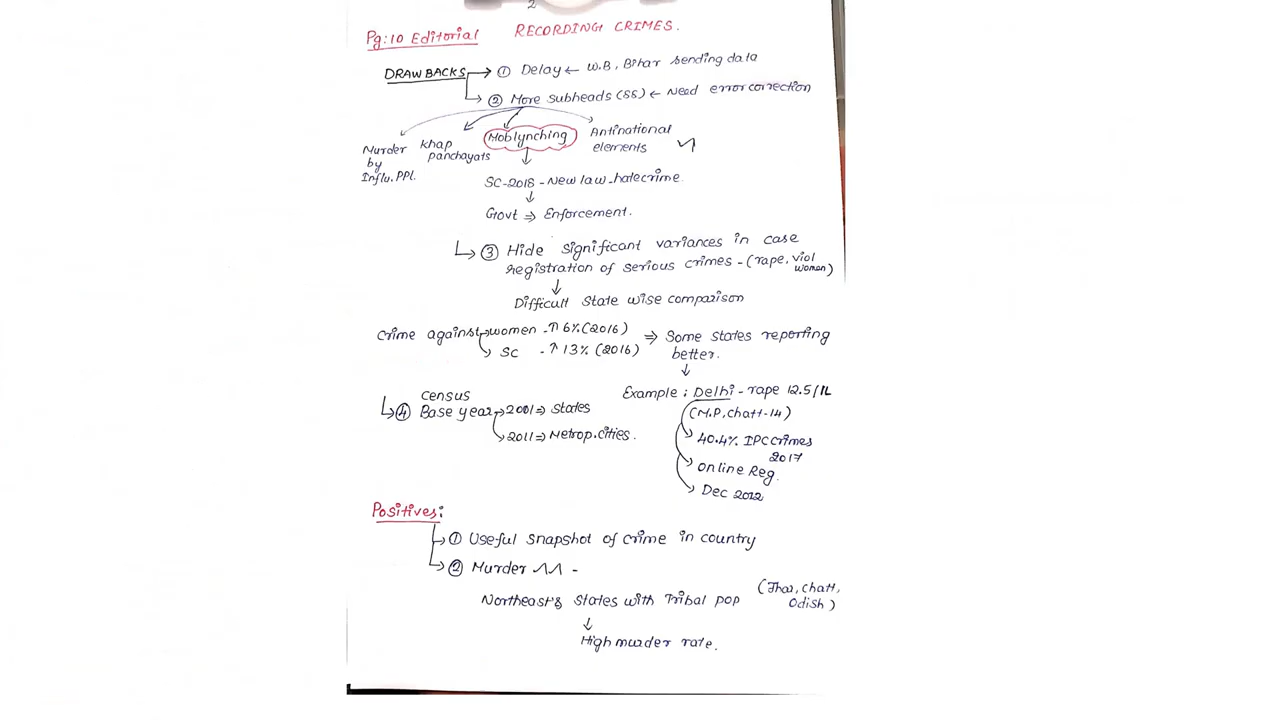 2
Pg:10 Editorial RECORDING CRIMES.
DRAWBACKS → ① Delay ← W.B, Bihar sending data
② More subheads (SS) ← Need error correction
Murder by Influ. PPL.
Khap panchayats
Moblynching
Antinational elements
SC-2018 - New law - hatecrime.
↓
Govt ⇒ Enforcement.
③ Hide significant variances in case
registration of serious crimes - (rape, viol women)
↓
Difficult state wise comparison
Crime against → women - ↑ 6% (2016) ⇒ Some states reporting
→ SC - ↑ 13% (2016) better.
↓
Example : Delhi - rape 12.5/1L
(M.P, chatt-14)
40.4% IPC crimes
2017
online Reg.
Dec 2012
④ census
Base year → 2001 ⇒ states
→ 2011 ⇒ Metrop. cities.
Positives:
① Useful snapshot of crime in country
② Murder -
Northeast & states with Tribal pop (Jhar, chatt,
Odish)
↓
High murder rate.